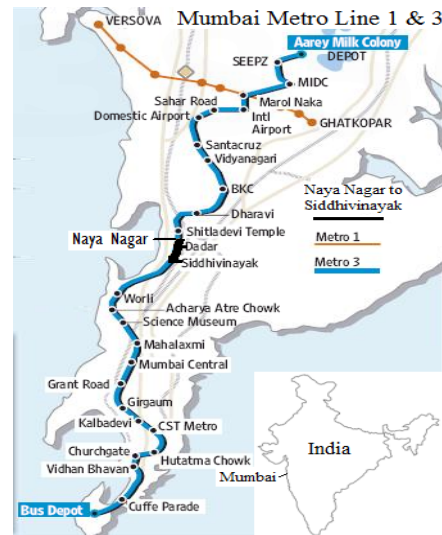 Mumbai Metro Line 1 & 3
VERSOVA
Aarey Milk Colony
SEEPZ
DEPOT
MIDC
Sahar Road
Marol Naka
Domestic Airport
Intl
Airport
GHATKOPAR
Santacruz
Vidyanagari
BKC
Naya Nagar to
Siddhivinayak
Dharavi
Shitladevi Temple
Metro 1
Naya Nagar
Dadar
Siddhivinayak
Metro 3
Worli
Acharya Atre Chowk
Science Museum
Mahalaxmi
Mumbai Central
Grant Road
Girgaum
Kalbadevi
CST Metro
India
Churchgate
Hutatma Chowk
Vidhan Bhavan
Mumbai
Cuffe Parade
Bus Depot